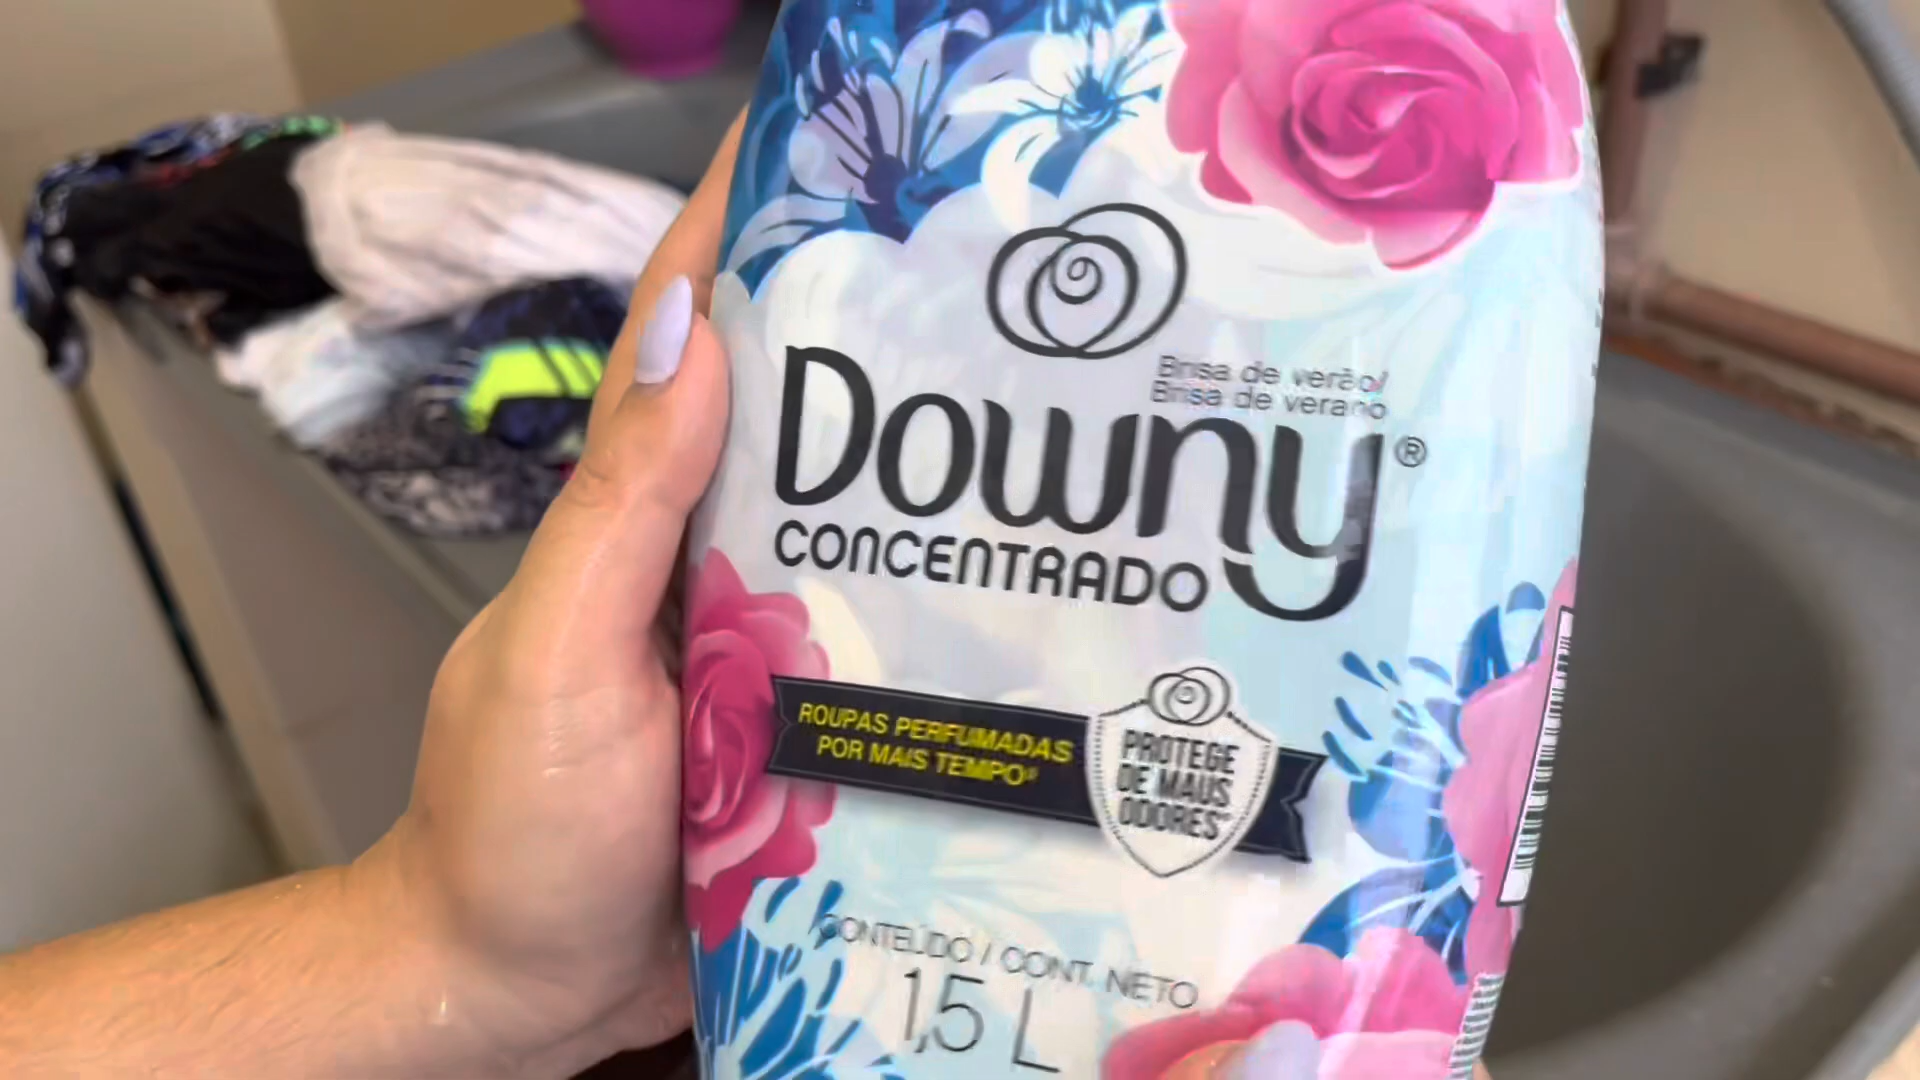 Brisa de verão/
Brisa de verano
Downy®
CONCENTRADO
ROUPAS PERFUMADAS
POR MAIS TEMPO
PROTEGE
DE MAUS
ODORES
CONTEÚDO / CONT. NETO
1,5 L